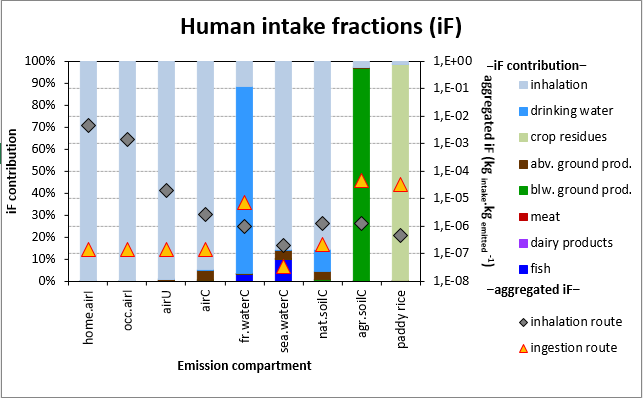 Human intake fractions (iF)
100%
90%
80%
70%
60%
50%
40%
30%
20%
10%
0%
iF contribution
1,E+00
1,E-01
1,E-02
1,E-03
1,E-04
1,E-05
1,E-06
1,E-07
1,E-08
aggregated iF (kg intake·kg emitted -1)
home.airI
occ.airI
airU
airC
fr.waterC
sea.waterC
nat.soilC
agr.soilC
paddy rice
Emission compartment
–iF contribution–
inhalation
drinking water
crop residues
abv. ground prod.
blw. ground prod.
meat
dairy products
fish
–aggregated iF–
inhalation route
ingestion route